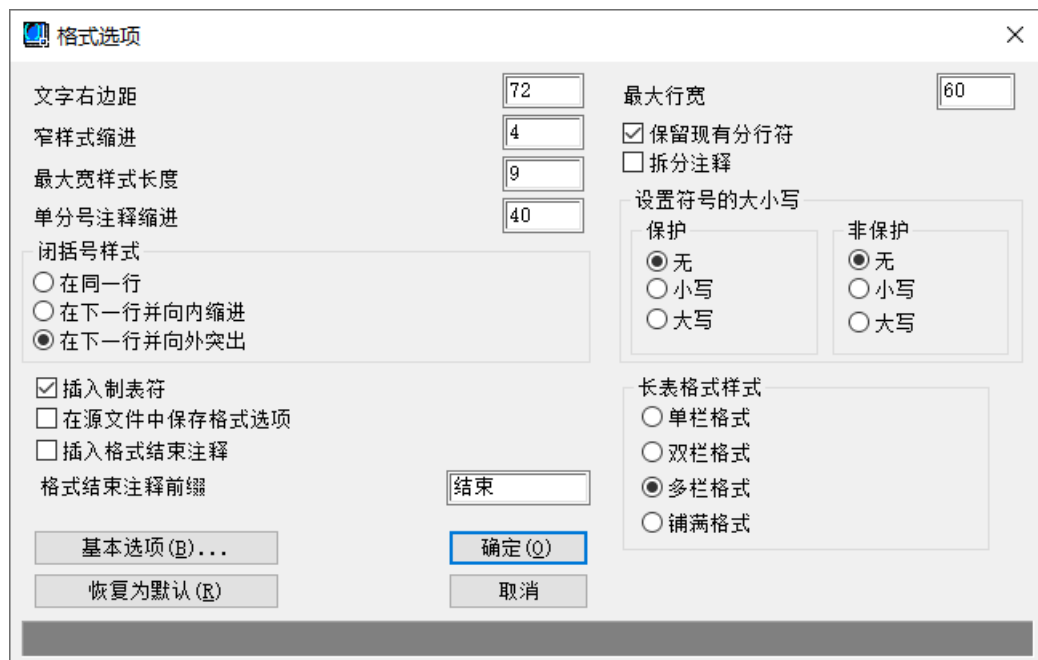 格式选项
文字右边距 72
窄样式缩进 4
最大宽样式长度 9
单分号注释缩进 40
闭括号样式
在同一行
在下一行并向内缩进
在下一行并向外突出
插入制表符
在源文件中保存格式选项
插入格式结束注释
格式结束注释前缀 结束
基本选项(B)... 确定(O)
恢复为默认(R) 取消
最大行宽 60
保留现有分行符
拆分注释
设置符号的大小写
保护
无
小写
大写
非保护
无
小写
大写
长表格式样式
单栏格式
双栏格式
多栏格式
铺满格式